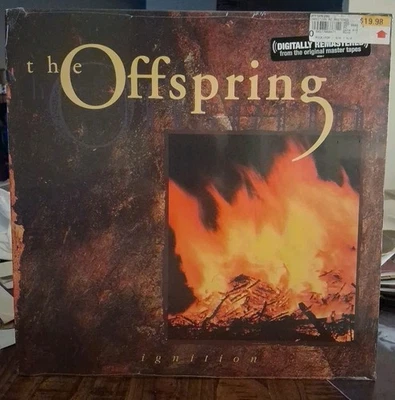 $19.98
(DIGITALLY REMASTERED)
from the original master tapes
the Offspring
ignition